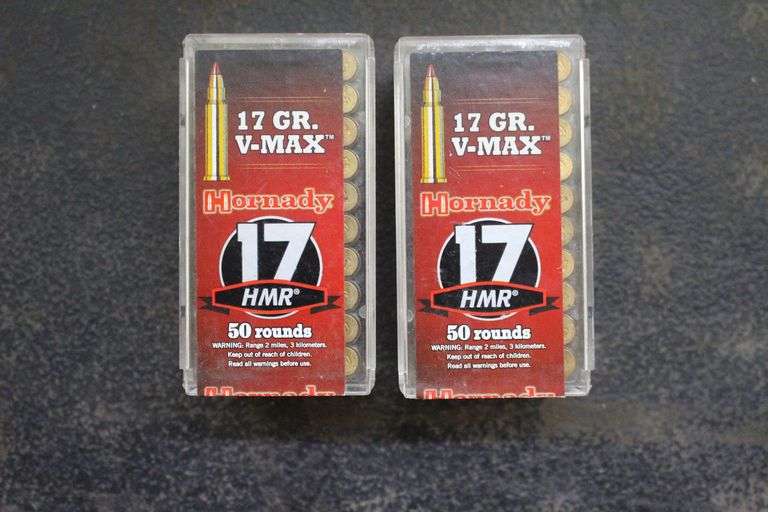 17 GR.
V-MAX™
Hornady
17
HMR®
50 rounds
WARNING: Range 2 miles, 3 kilometers.
Keep out of reach of children.
Read all warnings before use.
Hornady
17 GR.
V-MAX™
Hornady
17
HMR®
50 rounds
WARNING: Range 2 miles, 3 kilometers.
Keep out of reach of children.
Read all warnings before use.
Hornady